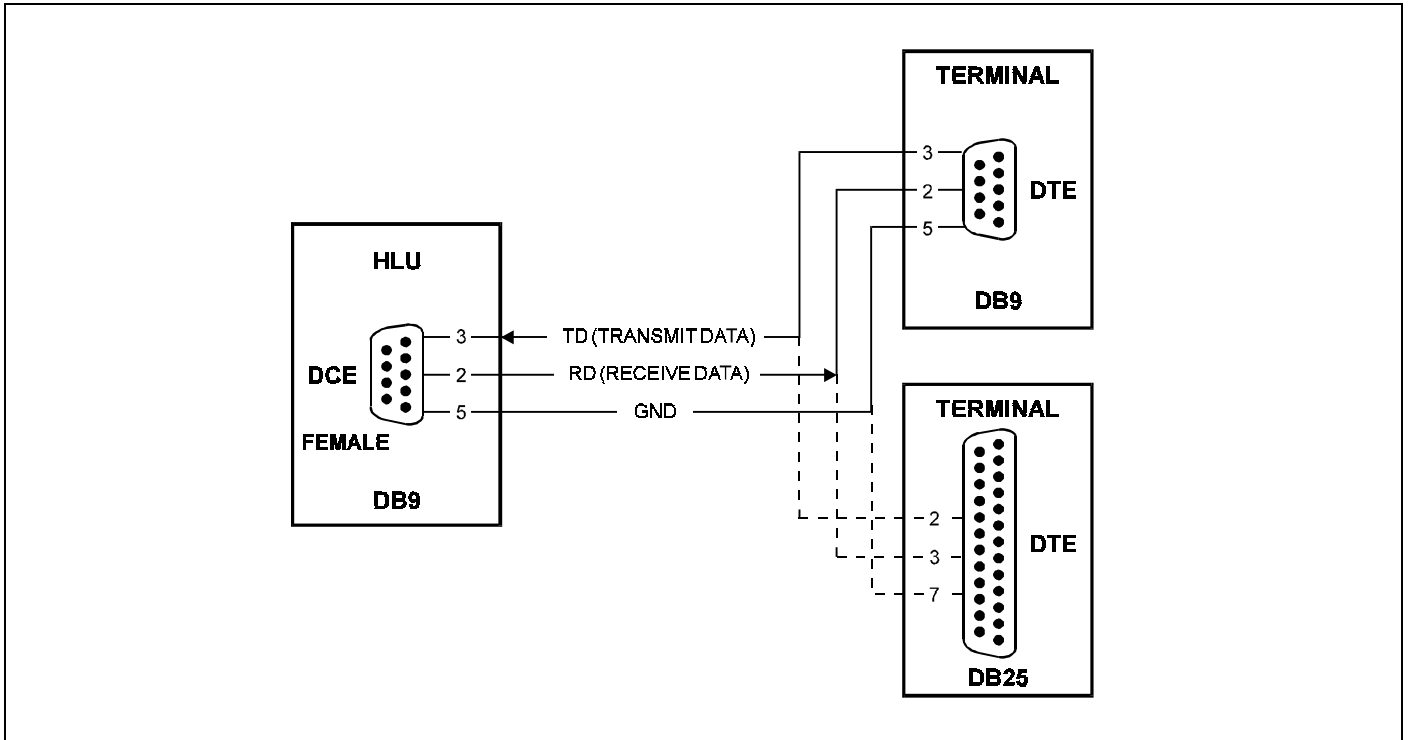 HLU
3
DCE
2
5
FEMALE
DB9
TD (TRANSMIT DATA)
RD (RECEIVE DATA)
GND
TERMINAL
3
2
DTE
5
DB9
TERMINAL
2
DTE
3
7
DB25